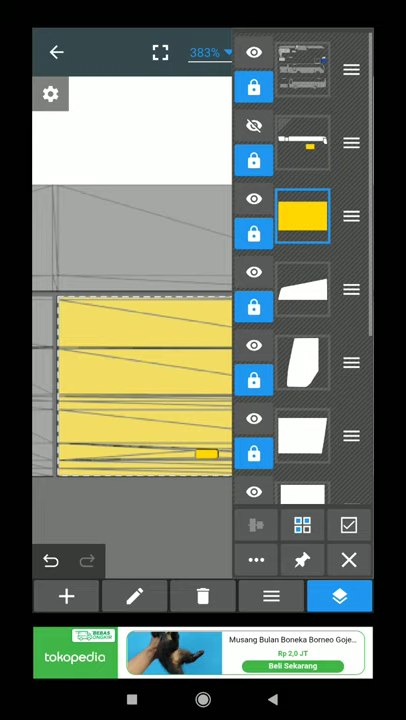 383%
BEBAS ONGKIR
tokopedia
Musang Bulan Boneka Borneo Goje...
Rp 2,0 JT
Beli Sekarang